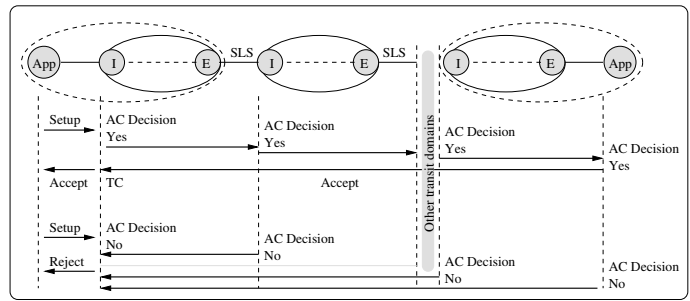 SLS
SLS
App
I
E
I
E
I
E
App
Other transit domains
Setup
AC Decision
Yes
AC Decision
Yes
AC Decision
Yes
AC Decision
Yes
Accept
TC
Accept
Setup
AC Decision
No
AC Decision
No
Reject
AC Decision
No
AC Decision
No